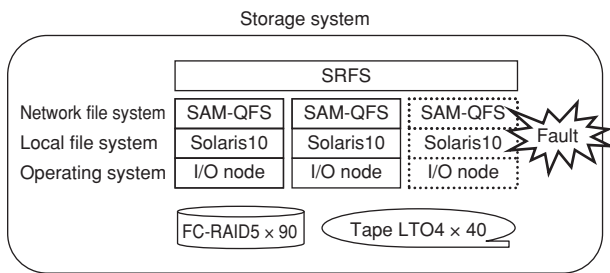 Storage system
SRFS
Network file system SAM-QFS SAM-QFS SAM-QFS
Local file system Solaris10 Solaris10 Solaris10 Fault
Operating system I/O node I/O node I/O node
FC-RAID5 × 90 Tape LTO4 × 40